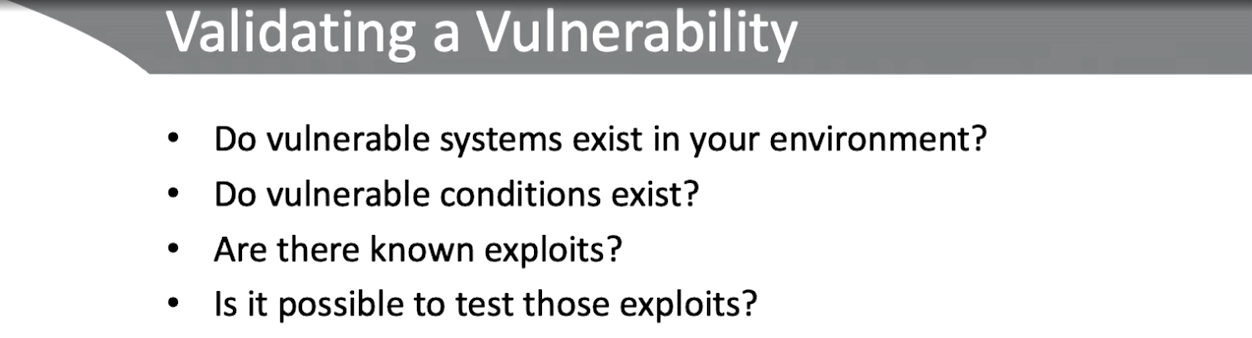 Validating a Vulnerability
• Do vulnerable systems exist in your environment?
• Do vulnerable conditions exist?
• Are there known exploits?
• Is it possible to test those exploits?